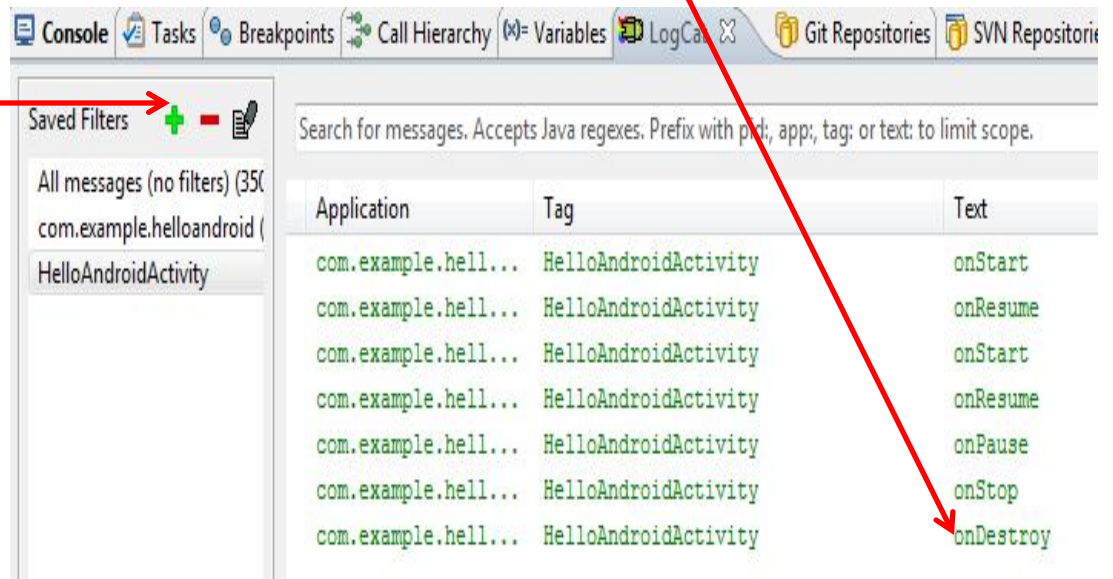 Console Tasks Breakpoints Call Hierarchy (x)= Variables LogCat Git Repositories SVN Repositorie
Saved Filters
Search for messages. Accepts Java regexes. Prefix with pid:, app:, tag: or text: to limit scope.
All messages (no filters) (350
com.example.helloandroid (
HelloAndroidActivity
Application Tag Text
com.example.hell... HelloAndroidActivity onStart
com.example.hell... HelloAndroidActivity onResume
com.example.hell... HelloAndroidActivity onStart
com.example.hell... HelloAndroidActivity onResume
com.example.hell... HelloAndroidActivity onPause
com.example.hell... HelloAndroidActivity onStop
com.example.hell... HelloAndroidActivity onDestroy